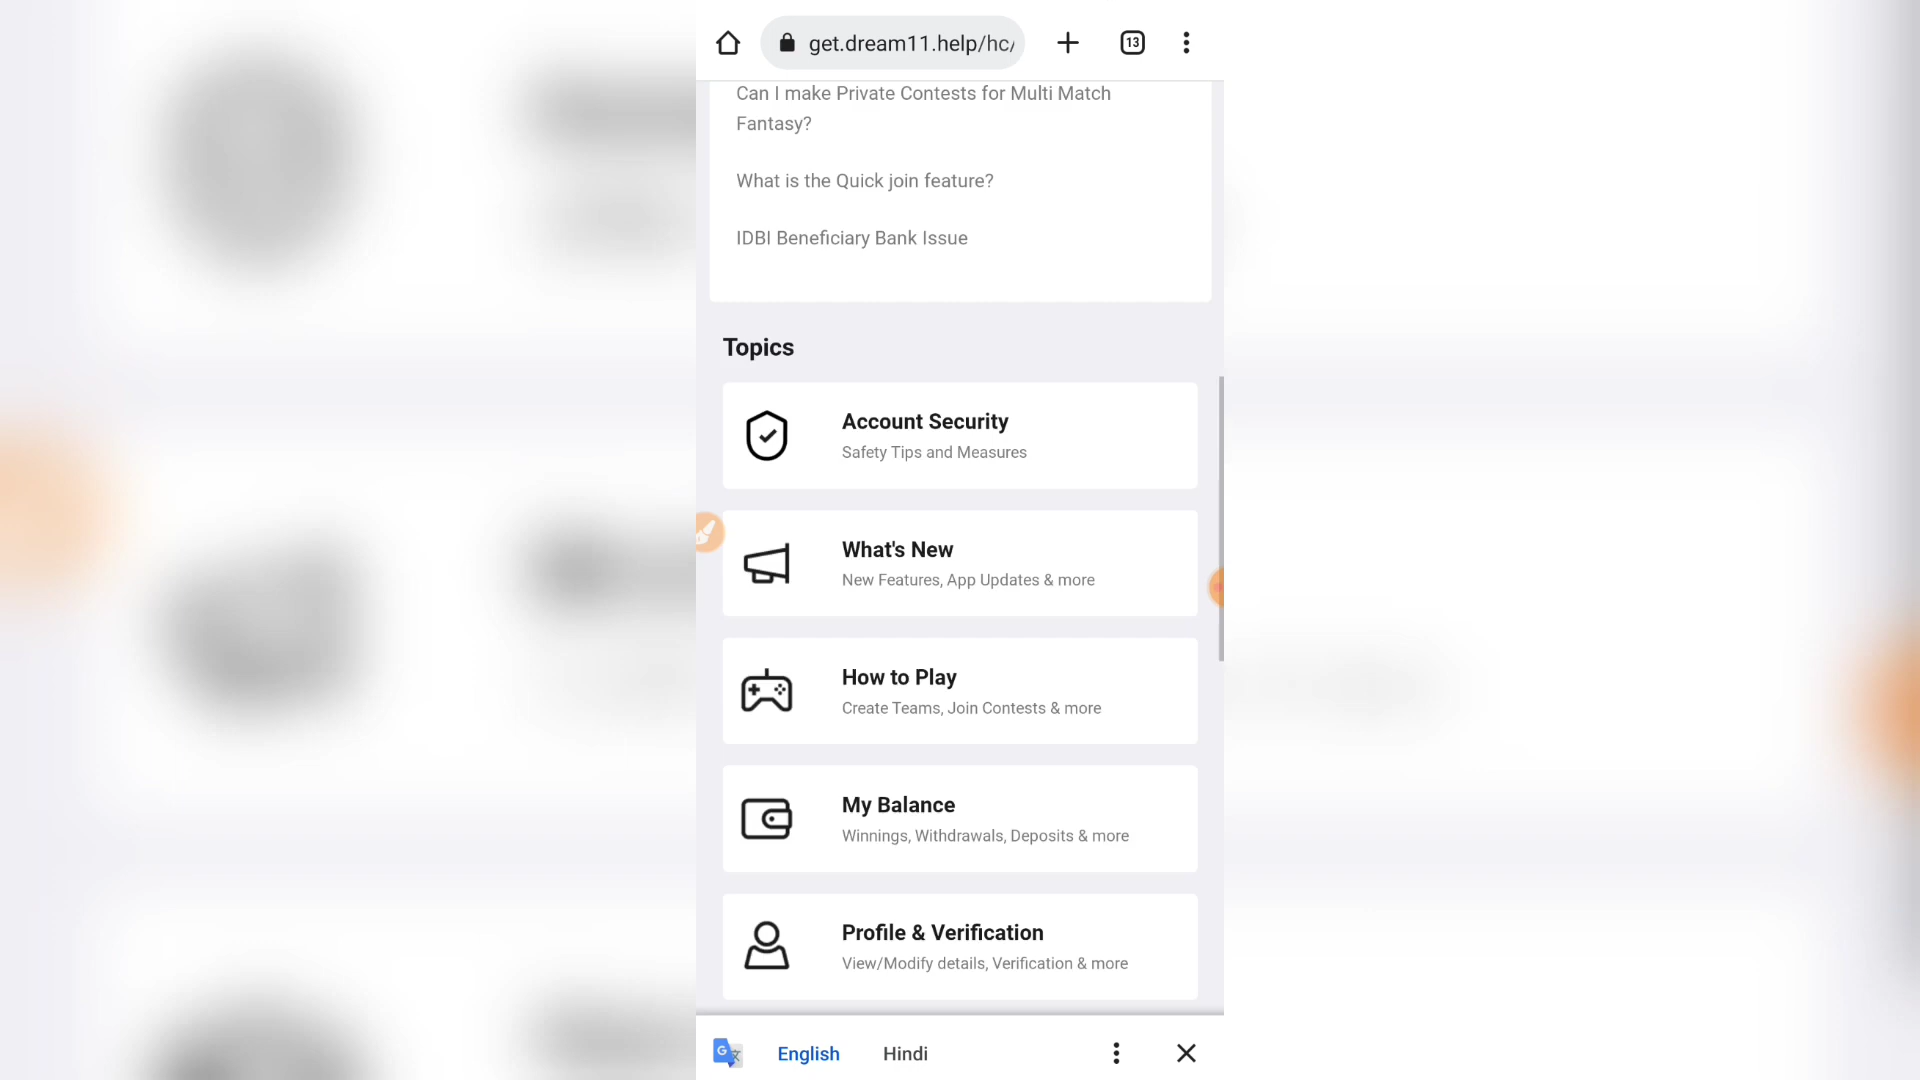 get.dream11.help/hc/
13
Can I make Private Contests for Multi Match
Fantasy?
What is the Quick join feature?
IDBI Beneficiary Bank Issue
Topics
Account Security
Safety Tips and Measures
What's New
New Features, App Updates & more
How to Play
Create Teams, Join Contests & more
My Balance
Winnings, Withdrawals, Deposits & more
Profile & Verification
View/Modify details, Verification & more
English
Hindi